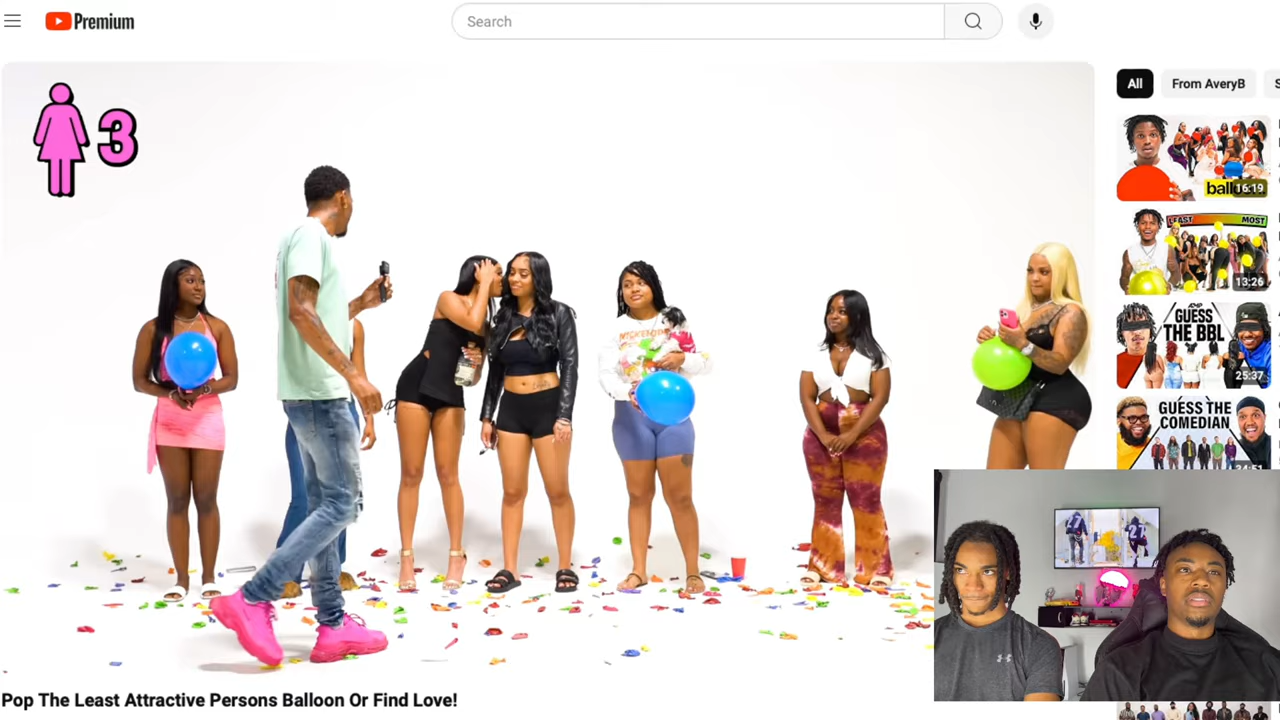 Premium
Search
3
All
From AveryB
S
16:19
LEAST
MOST
13:26
GUESS
THE BBL
25:37
GUESS THE
COMEDIAN
Pop The Least Attractive Persons Balloon Or Find Love!